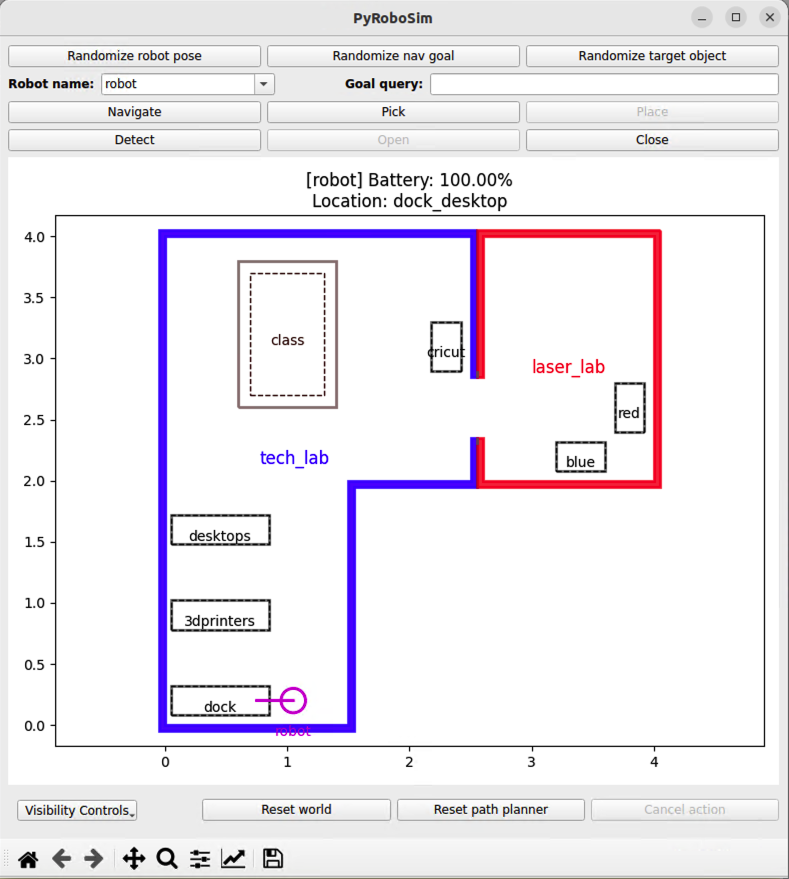 PyRoboSim
Randomize robot pose
Randomize nav goal
Randomize target object
Robot name:
robot
Goal query:
Navigate
Pick
Place
Detect
Open
Close
[robot] Battery: 100.00%
Location: dock_desktop
4.0
3.5
3.0
2.5
2.0
1.5
1.0
0.5
0.0
class
cricut
laser_lab
red
blue
tech_lab
desktops
3dprinters
dock
robot
0
1
2
3
4
Visibility Controls
Reset world
Reset path planner
Cancel action